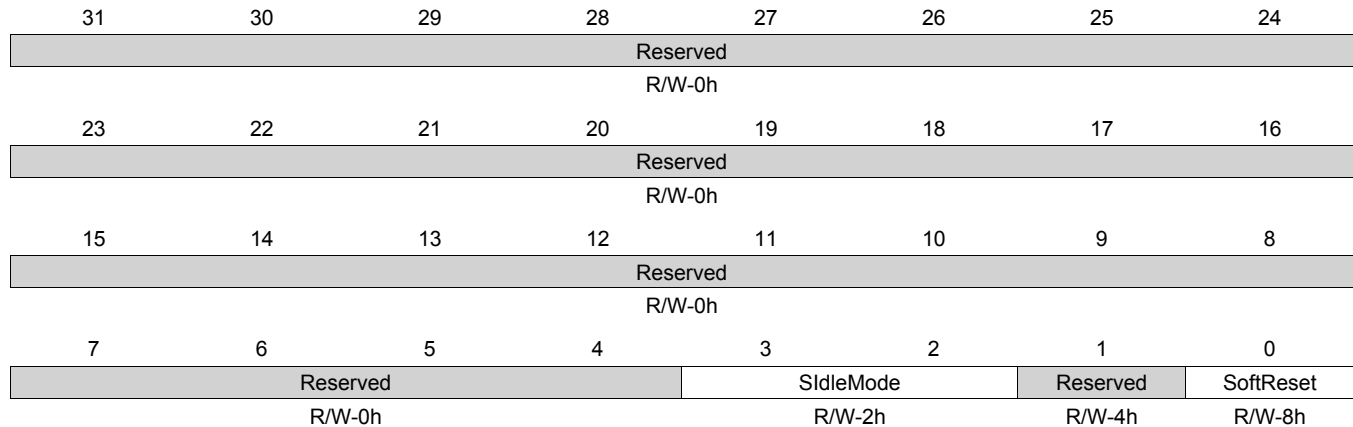 31 30 29 28 27 26 25 24
Reserved
R/W-0h
23 22 21 20 19 18 17 16
Reserved
R/W-0h
15 14 13 12 11 10 9 8
Reserved
R/W-0h
7 6 5 4 3 2 1 0
Reserved SIdleMode Reserved SoftReset
R/W-0h R/W-2h R/W-4h R/W-8h